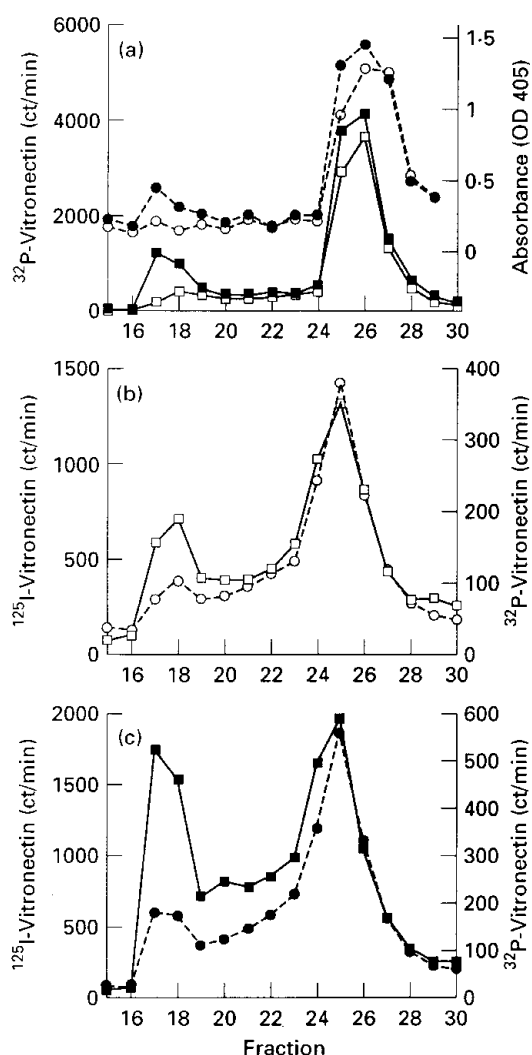 (a)
6000
4000
2000
0
1·5
1
0·5
0
³²P-Vitronectin (ct/min)
Absorbance (OD 405)
16 18 20 22 24 26 28 30
(b)
1500
1000
500
0
400
300
200
100
0
¹²⁵I-Vitronectin (ct/min)
³²P-Vitronectin (ct/min)
16 18 20 22 24 26 28 30
(c)
2000
1500
1000
500
0
600
500
400
300
200
100
0
¹²⁵I-Vitronectin (ct/min)
³²P-Vitronectin (ct/min)
16 18 20 22 24 26 28 30
Fraction